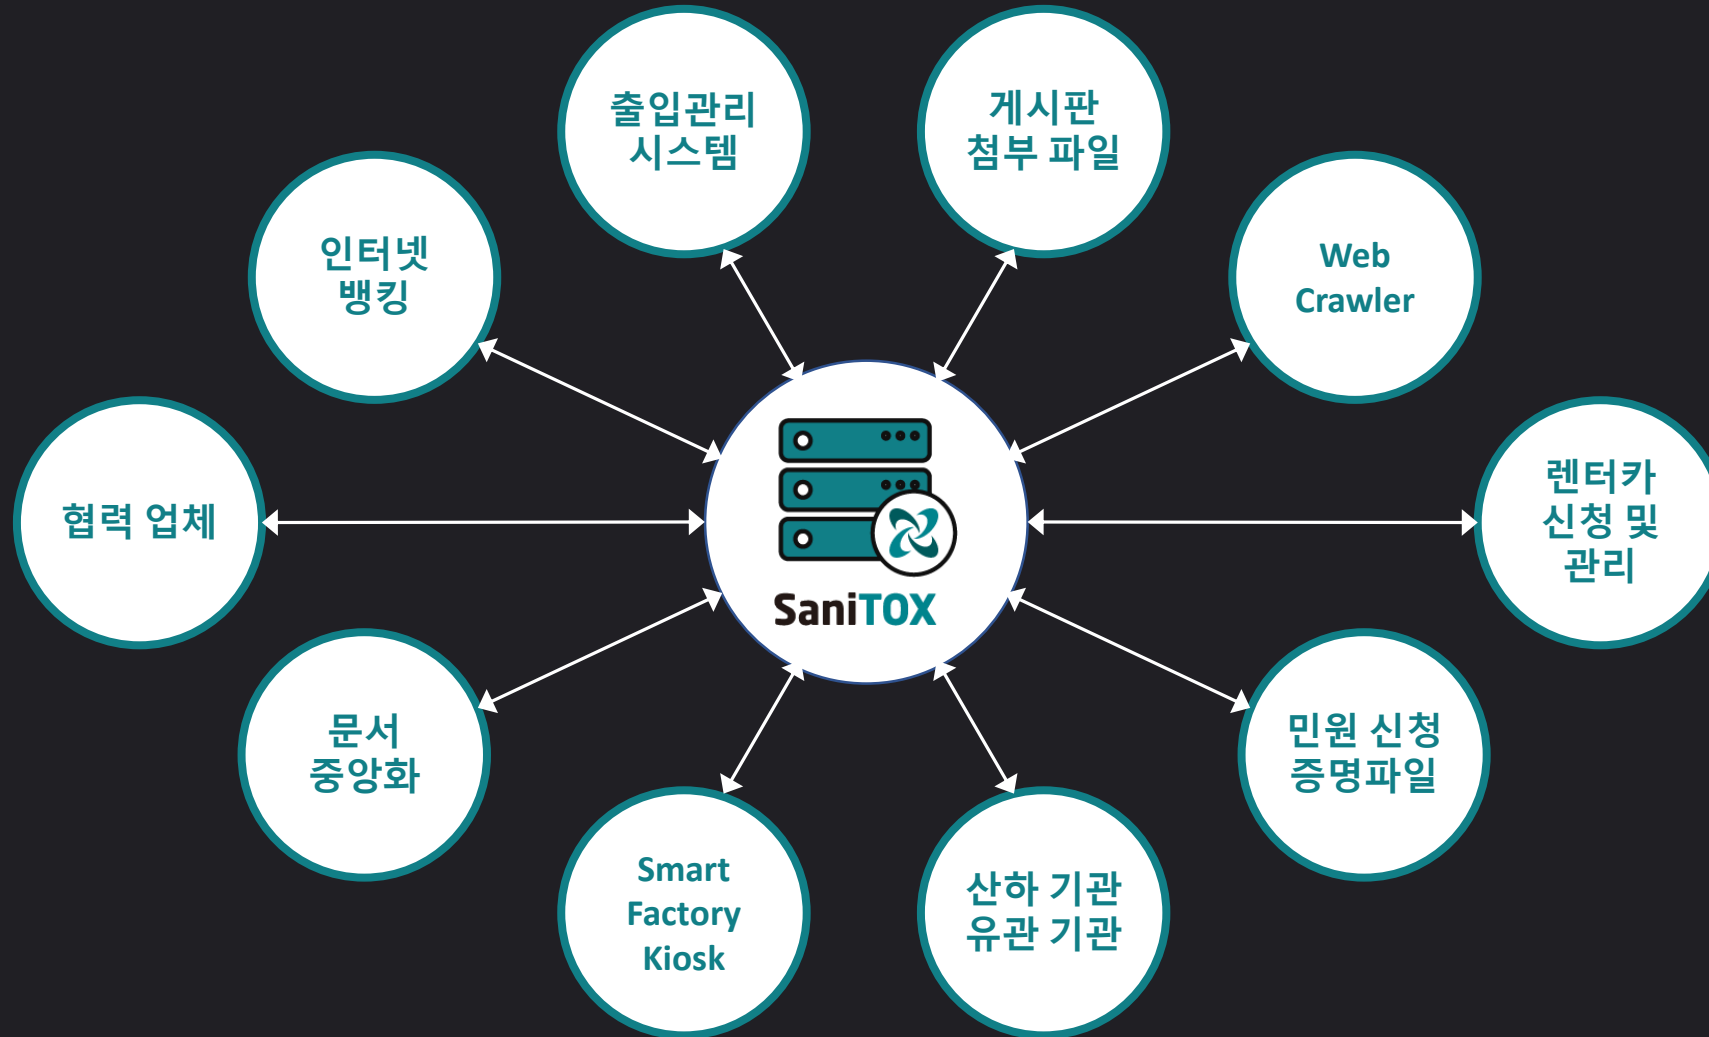 출입관리
시스템
게시판
첨부 파일
인터넷
뱅킹
Web
Crawler
협력 업체
SaniTOX
렌터카
신청 및
관리
문서
중앙화
민원 신청
증명파일
Smart
Factory
Kiosk
산하 기관
유관 기관